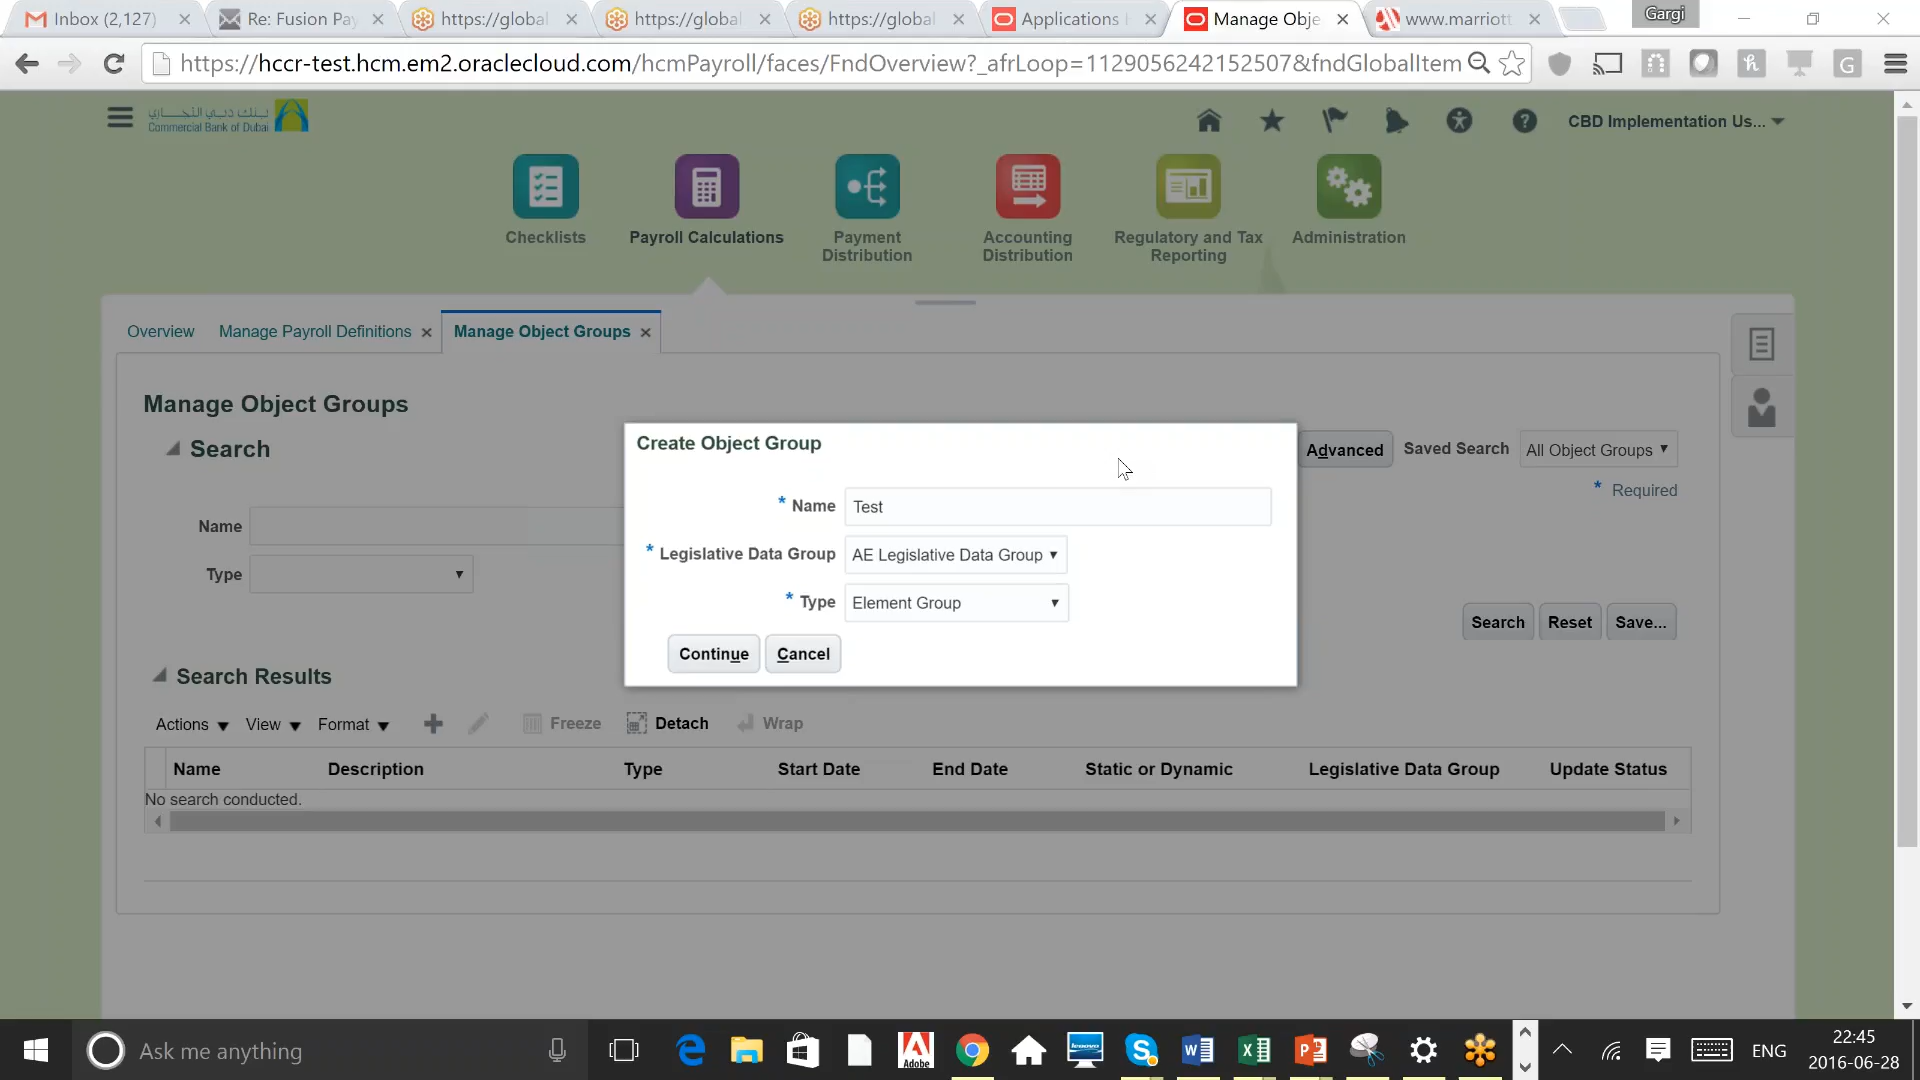 Inbox (2,127)
Re: Fusion Pay
https://global
https://global
https://global
Applications
Manage Obje
www.marriott
Gargi
https://hccr-test.hcm.em2.oraclecloud.com/hcmPayroll/faces/FndOverview?_afrLoop=1129056242152507&fndGlobalItem
بنك دبي التجاري
Commercial Bank of Dubai
CBD Implementation Us...
Checklists
Payroll Calculations
Payment
Distribution
Accounting
Distribution
Regulatory and Tax
Reporting
Administration
Overview
Manage Payroll Definitions
Manage Object Groups
Manage Object Groups
Search
Advanced
Saved Search
All Object Groups
* Required
Name
Type
Create Object Group
* Name
Test
* Legislative Data Group
AE Legislative Data Group
* Type
Element Group
Continue
Cancel
Search
Reset
Save...
Search Results
Actions
View
Format
Freeze
Detach
Wrap
Name
Description
Type
Start Date
End Date
Static or Dynamic
Legislative Data Group
Update Status
No search conducted.
Ask me anything
Adobe
lenovo
ENG
22:45
2016-06-28